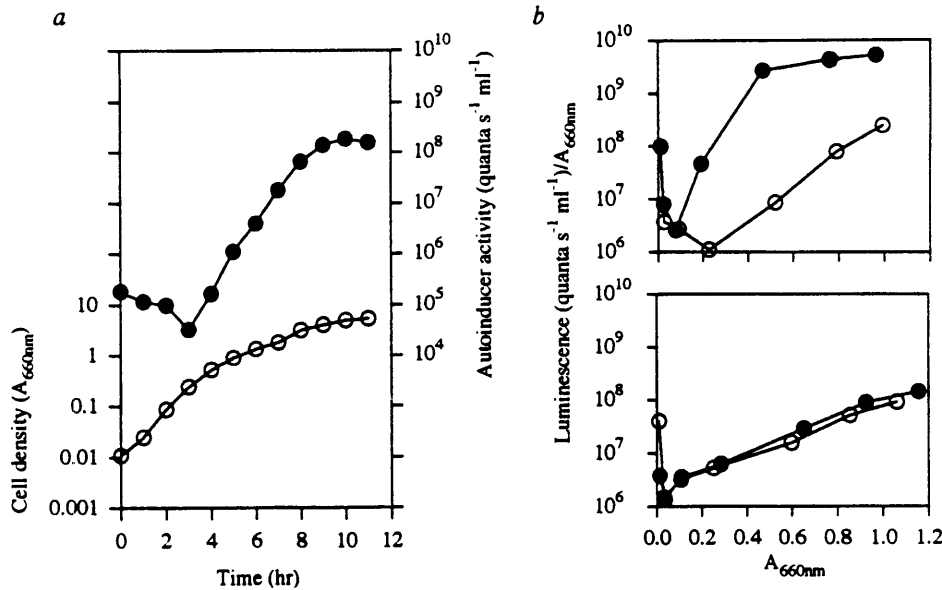 a
10
1
0.1
0.01
0.001
Cell density (A660nm)
10^10
10^9
10^8
10^7
10^6
10^5
10^4
Autoinducer activity (quanta s^-1 ml^-1)
0 2 4 6 8 10 12
Time (hr)
b
10^10
10^9
10^8
10^7
10^6
Luminescence (quanta s^-1 ml^-1)/A660nm
10^10
10^9
10^8
10^7
10^6
0.0 0.2 0.4 0.6 0.8 1.0 1.2
A660nm